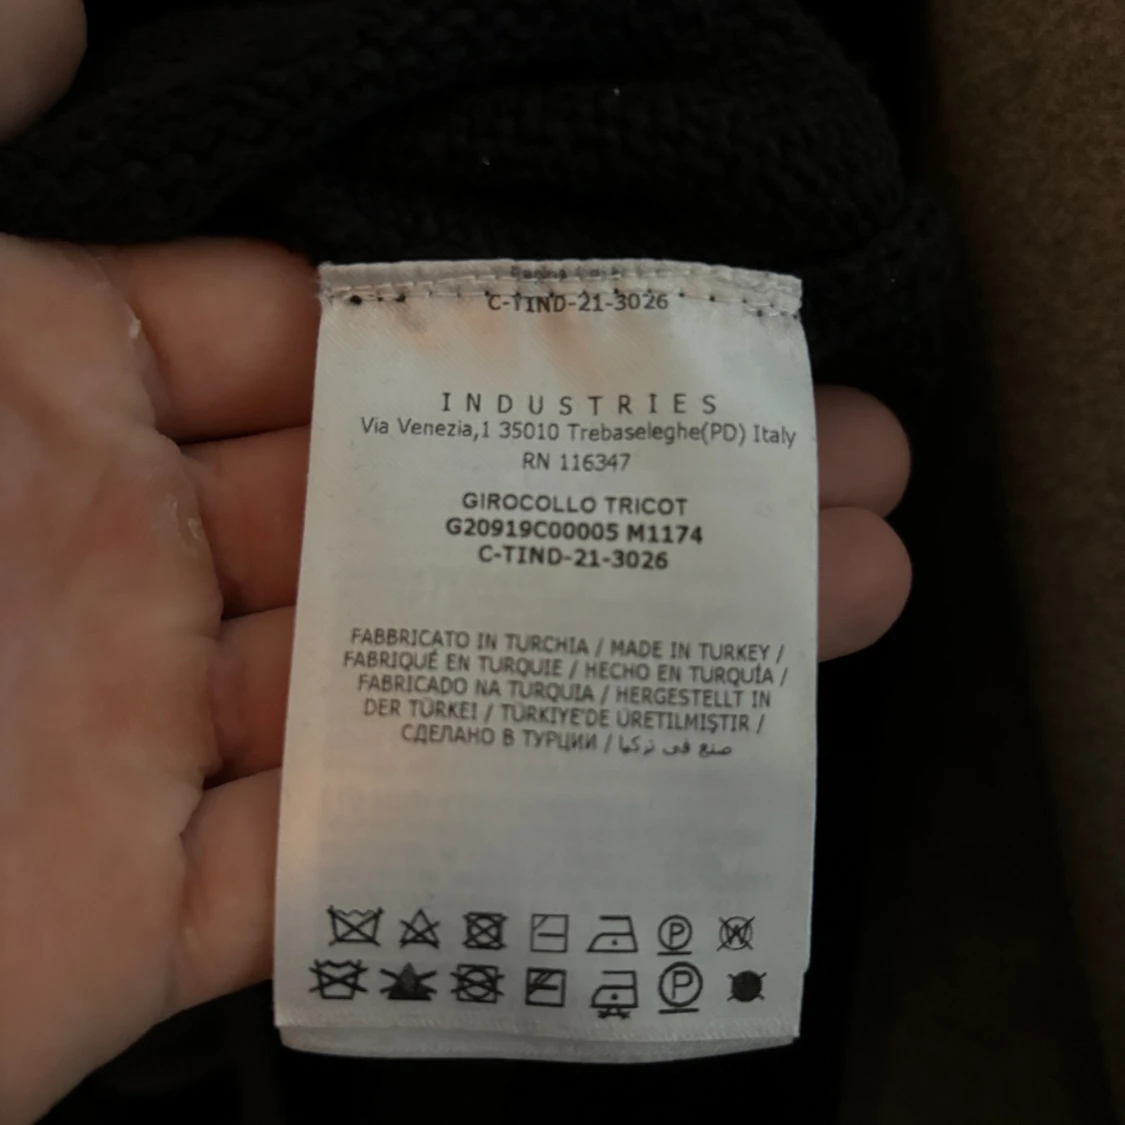 C-TIND-21-3026
INDUSTRIES
Via Venezia,1 35010 Trebaseleghe(PD) Italy
RN 116347
GIROCOLLO TRICOT
G20919C00005 M1174
C-TIND-21-3026
FABBRICATO IN TURCHIA / MADE IN TURKEY /
FABRIQUÉ EN TURQUIE / HECHO EN TURQUÍA /
FABRICADO NA TURQUIA / HERGESTELLT IN
DER TÜRKEI / TÜRKIYE'DE ÜRETILMIŞTIR /
СДЕЛАНО В ТУРЦИИ / صنع في تركيا
P W
P